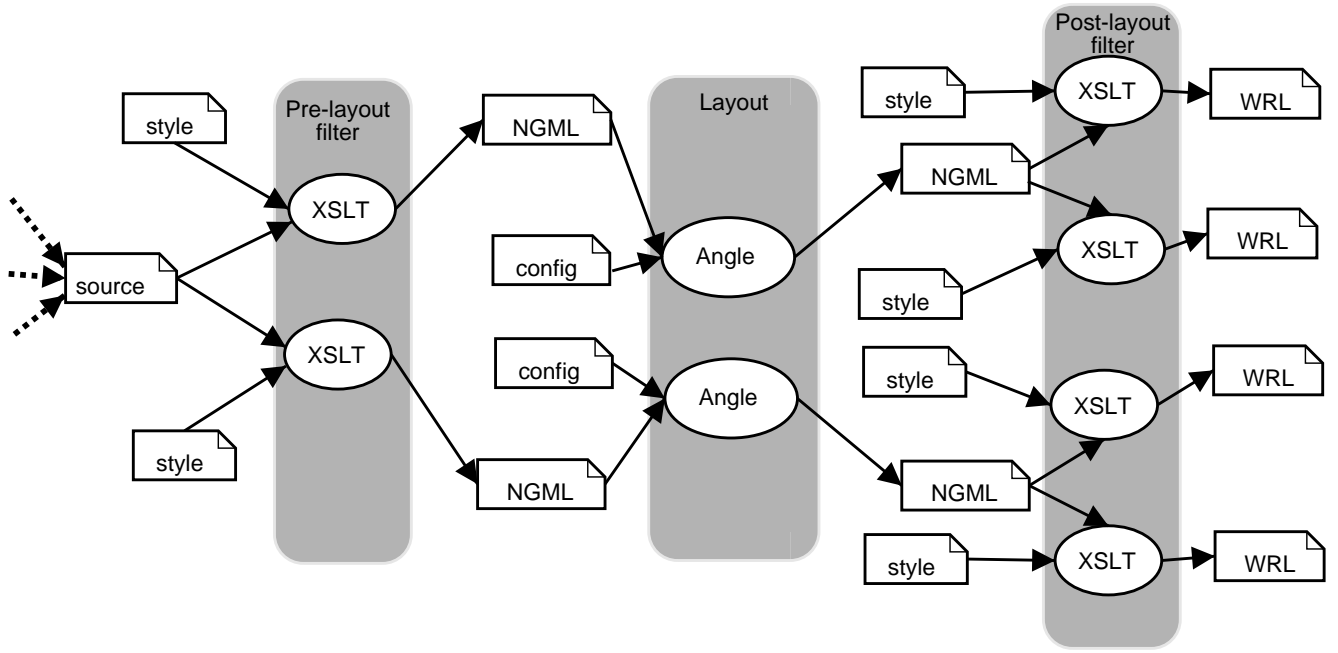 Post-layout
filter
style
XSLT
WRL
style
Pre-layout
filter
NGML
Layout
NGML
XSLT
source
config
Angle
XSLT
WRL
style
XSLT
config
Angle
style
XSLT
WRL
style
NGML
NGML
style
XSLT
WRL